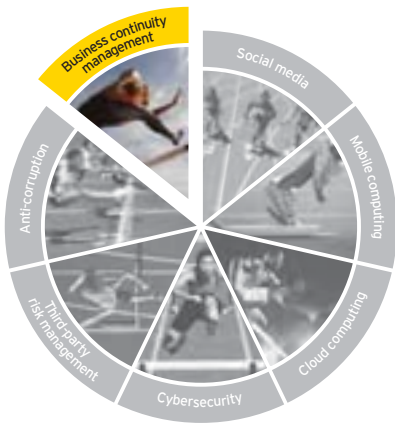 Business continuity
management
Social media
Mobile computing
Cloud computing
Cybersecurity
Third-party
risk management
Anti-corruption